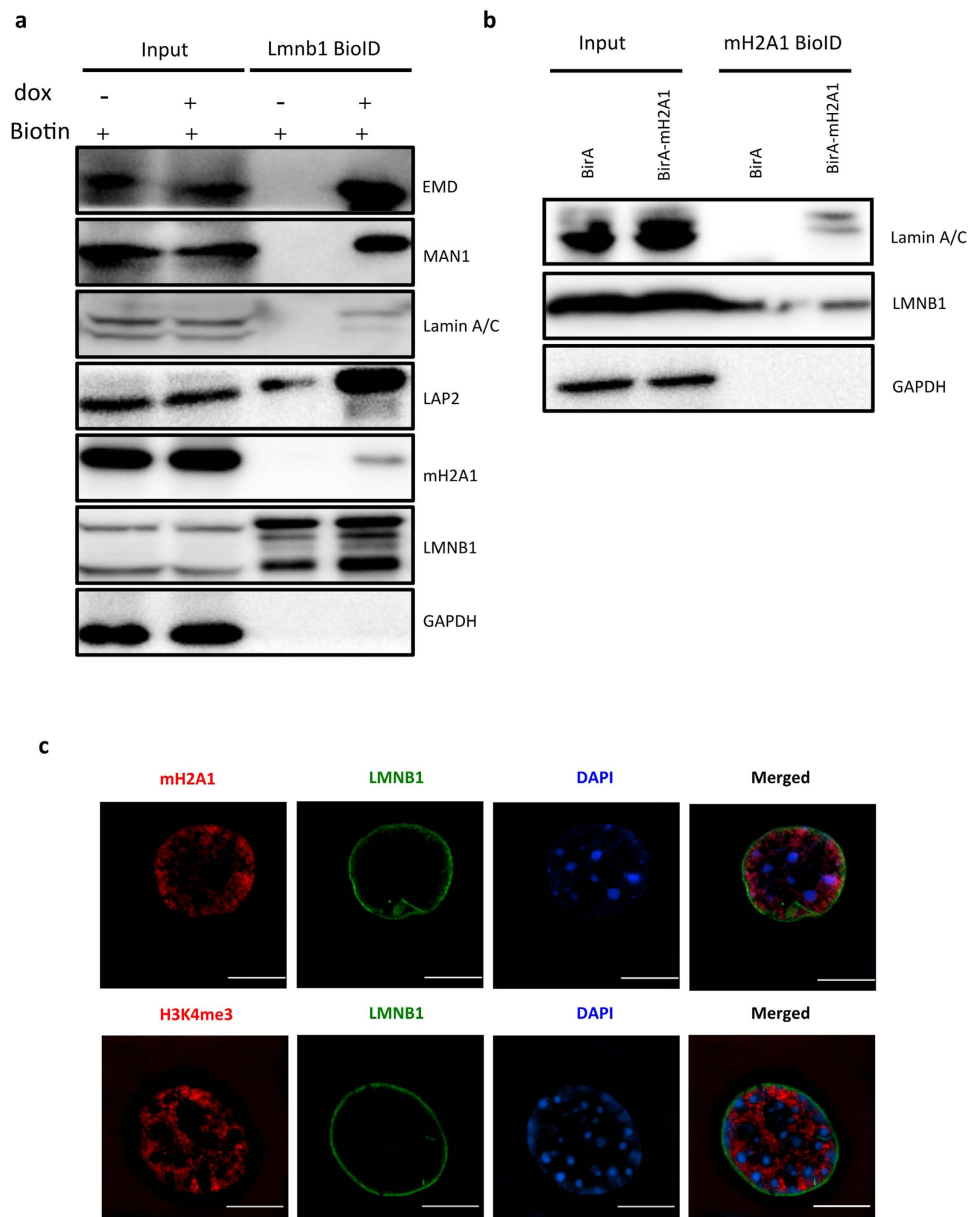 a
Input Lmnb1 BioID
dox - + - +
Biotin + + + +
EMD
MAN1
Lamin A/C
LAP2
mH2A1
LMNB1
GAPDH
b
Input mH2A1 BioID
BirA BirA-mH2A1 BirA BirA-mH2A1
Lamin A/C
LMNB1
GAPDH
c
mH2A1 LMNB1 DAPI Merged
H3K4me3 LMNB1 DAPI Merged